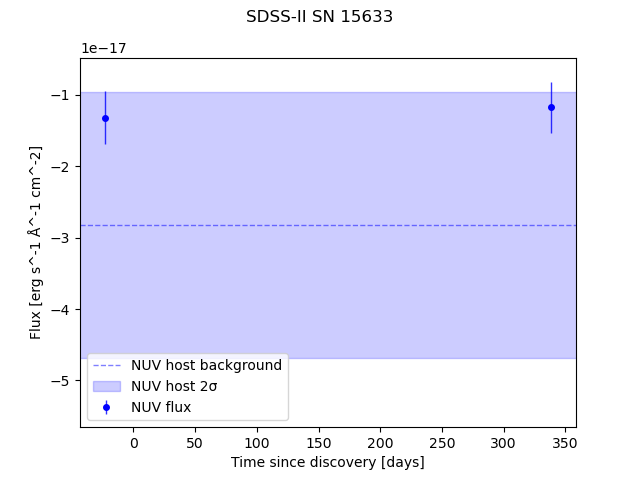 SDSS-II SN 15633
1e−17
−1
−2
−3
−4
−5
Flux [erg s^-1 Å^-1 cm^-2]
NUV host background
NUV host 2σ
NUV flux
0 50 100 150 200 250 300 350
Time since discovery [days]